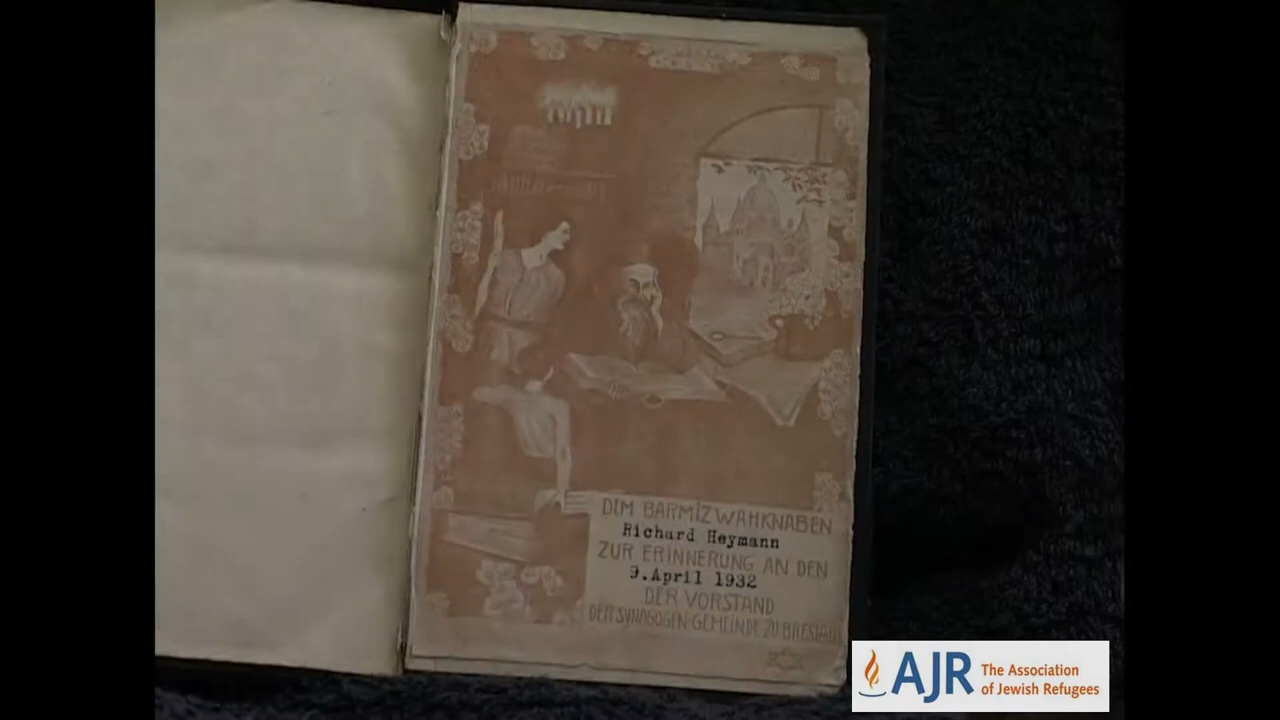 DEM BARMIZWAHKNABEN
Richard Heymann
ZUR ERINNERUNG AN DEN
9.April 1932
DER VORSTAND
DER SYNAGOGEN-GEMEINDE ZU BRESLAU
AJR The Association
of Jewish Refugees